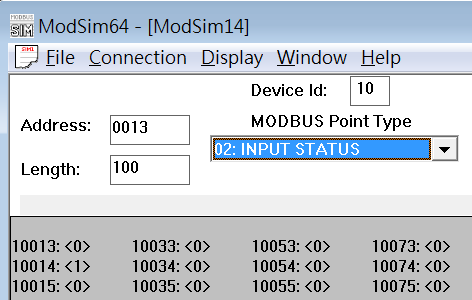 MODBUS
SIM
ModSim64 - [ModSim14]
SIM1
File Connection Display Window Help
Device Id: 10
Address: 0013
MODBUS Point Type
02: INPUT STATUS
Length: 100
10013: <0> 10033: <0> 10053: <0> 10073: <0>
10014: <1> 10034: <0> 10054: <0> 10074: <0>
10015: <0> 10035: <0> 10055: <0> 10075: <0>